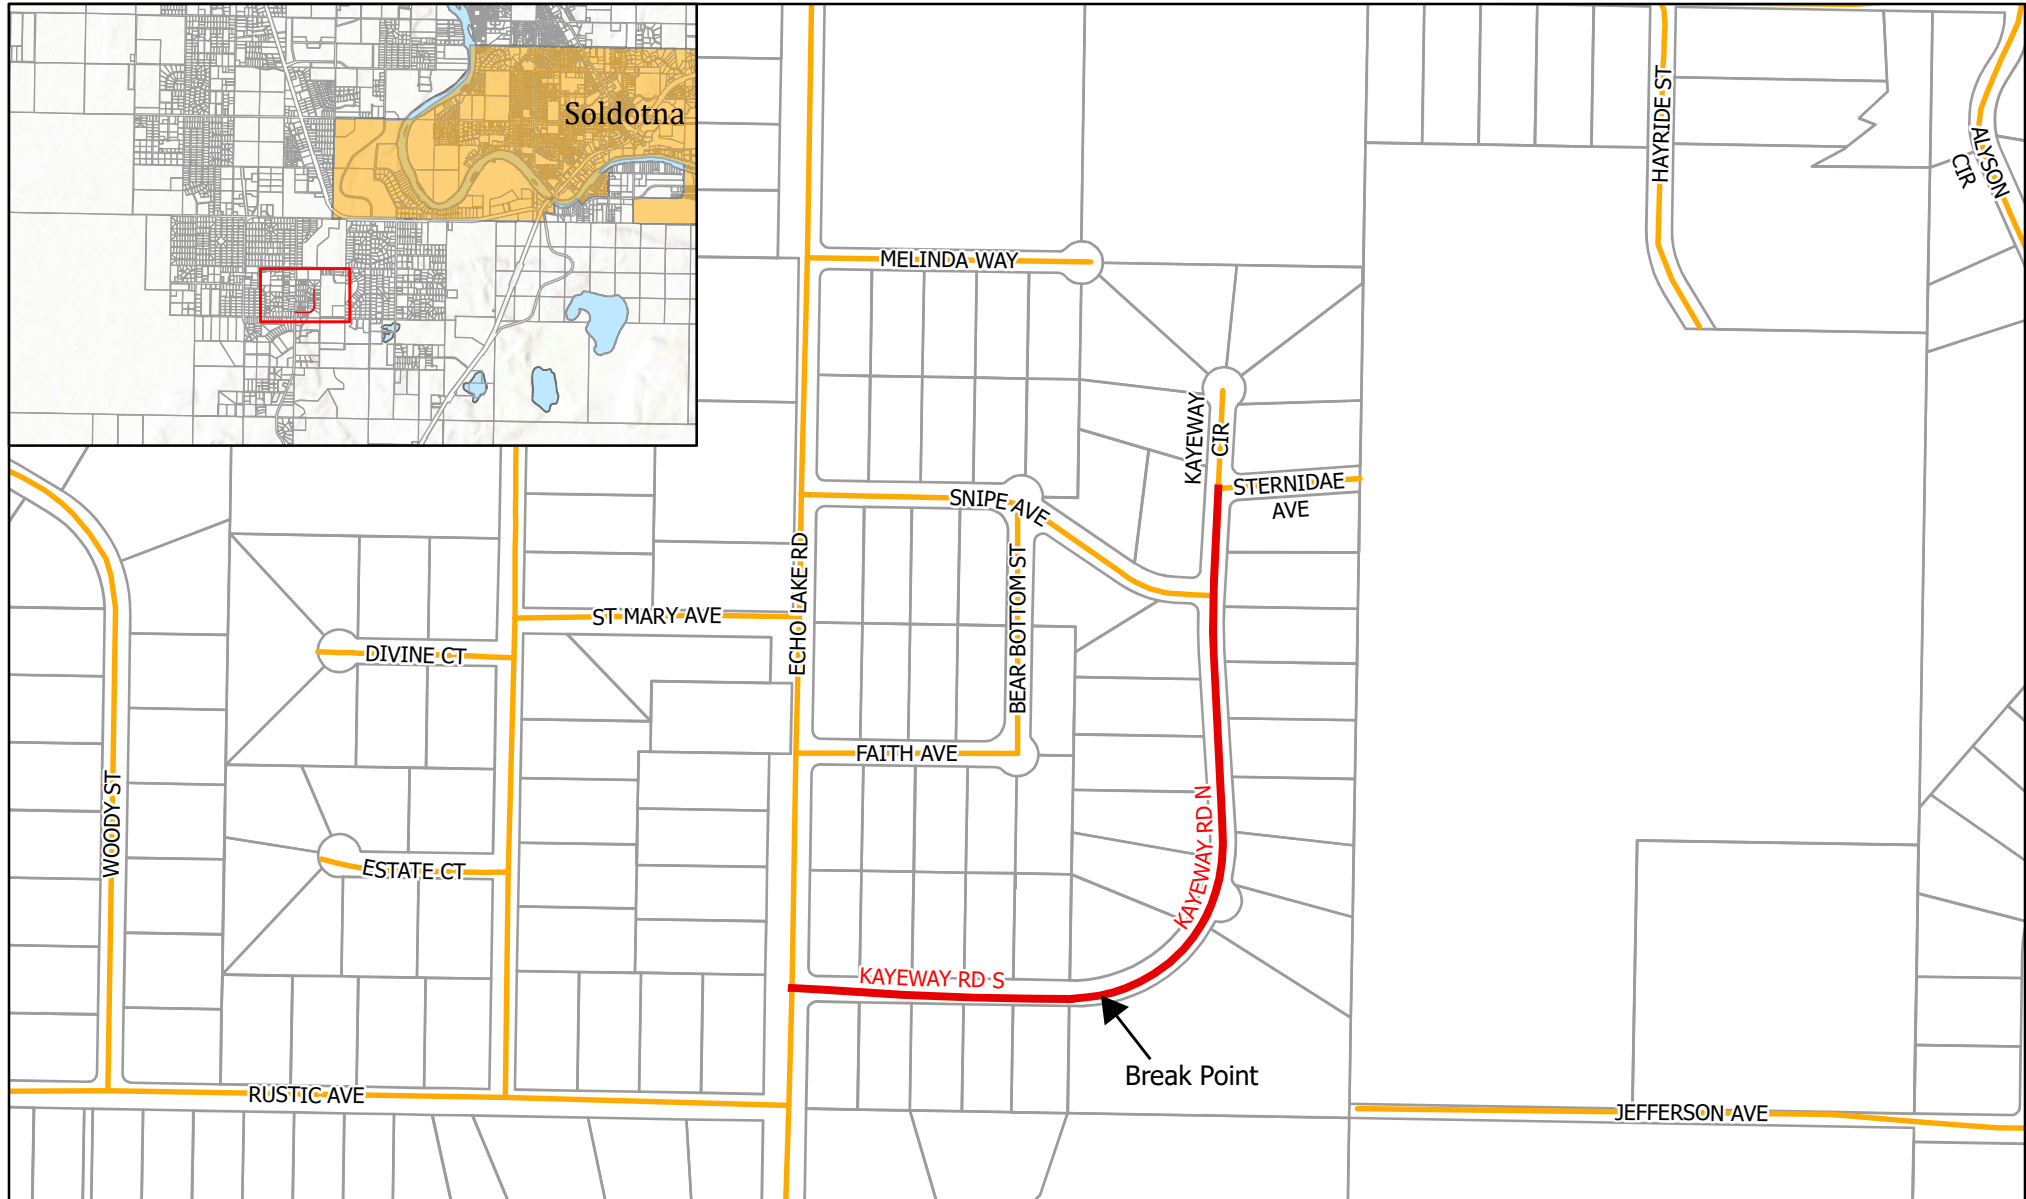 Soldotna
HAYRIDE ST
ALYSON
CIR
MELINDA WAY
KAYEWAY
CIR
STERNIDAE
AVE
SNIPE AVE
ECHO LAKE RD
BEAR BOTTOM ST
ST MARY AVE
DIVINE CT
FAITH AVE
WOODY ST
ESTATE CT
KAYEWAY RD N
KAYEWAY RD S
Break Point
RUSTIC AVE
JEFFERSON AVE